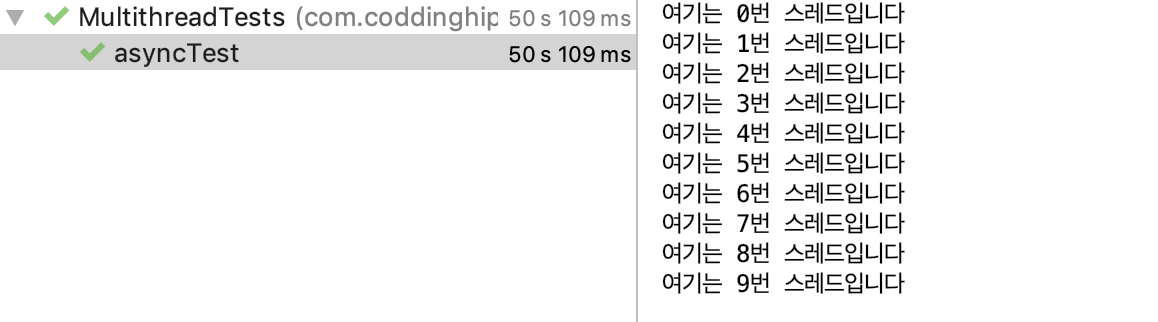 MultithreadTests (com.coddinghip 50 s 109 ms
asyncTest 50 s 109 ms
여기는 0번 스레드입니다
여기는 1번 스레드입니다
여기는 2번 스레드입니다
여기는 3번 스레드입니다
여기는 4번 스레드입니다
여기는 5번 스레드입니다
여기는 6번 스레드입니다
여기는 7번 스레드입니다
여기는 8번 스레드입니다
여기는 9번 스레드입니다